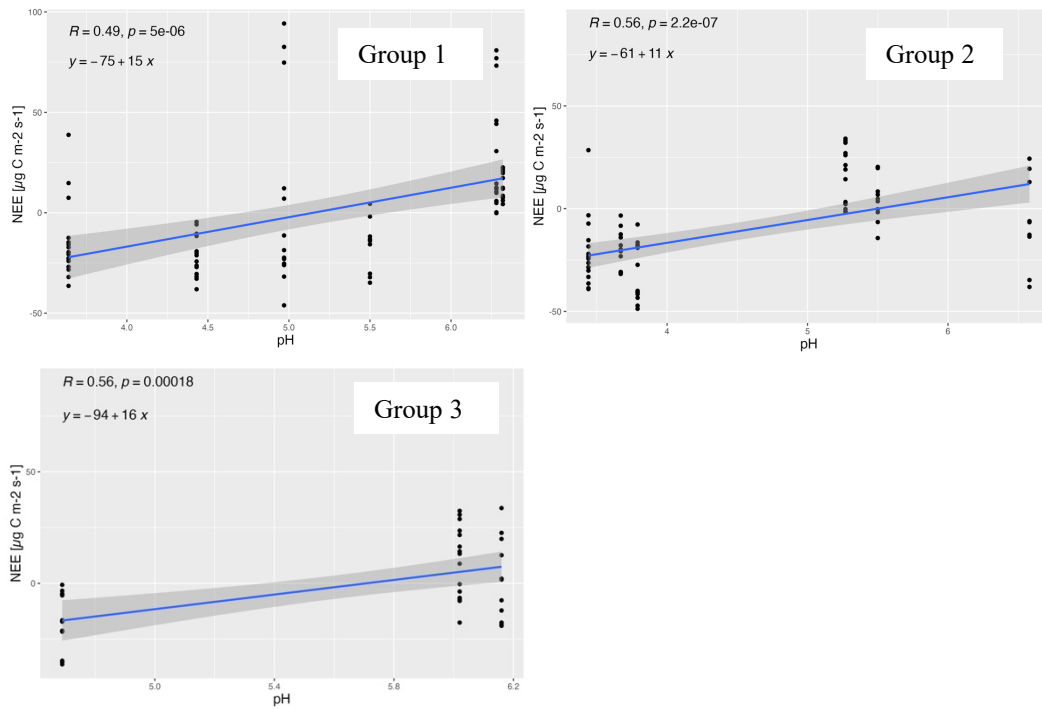 R = 0.49, p = 5e-06
y = −75 + 15 x
Group 1
100
50
0
-50
NEE [µg C m-2 s-1]
4.0 4.5 5.0 5.5 6.0
pH
R = 0.56, p = 2.2e-07
y = −61 + 11 x
Group 2
50
0
-50
NEE [µg C m-2 s-1]
4 5 6
pH
R = 0.56, p = 0.00018
y = −94 + 16 x
Group 3
50
0
NEE [µg C m-2 s-1]
5.0 5.4 5.8 6.2
pH